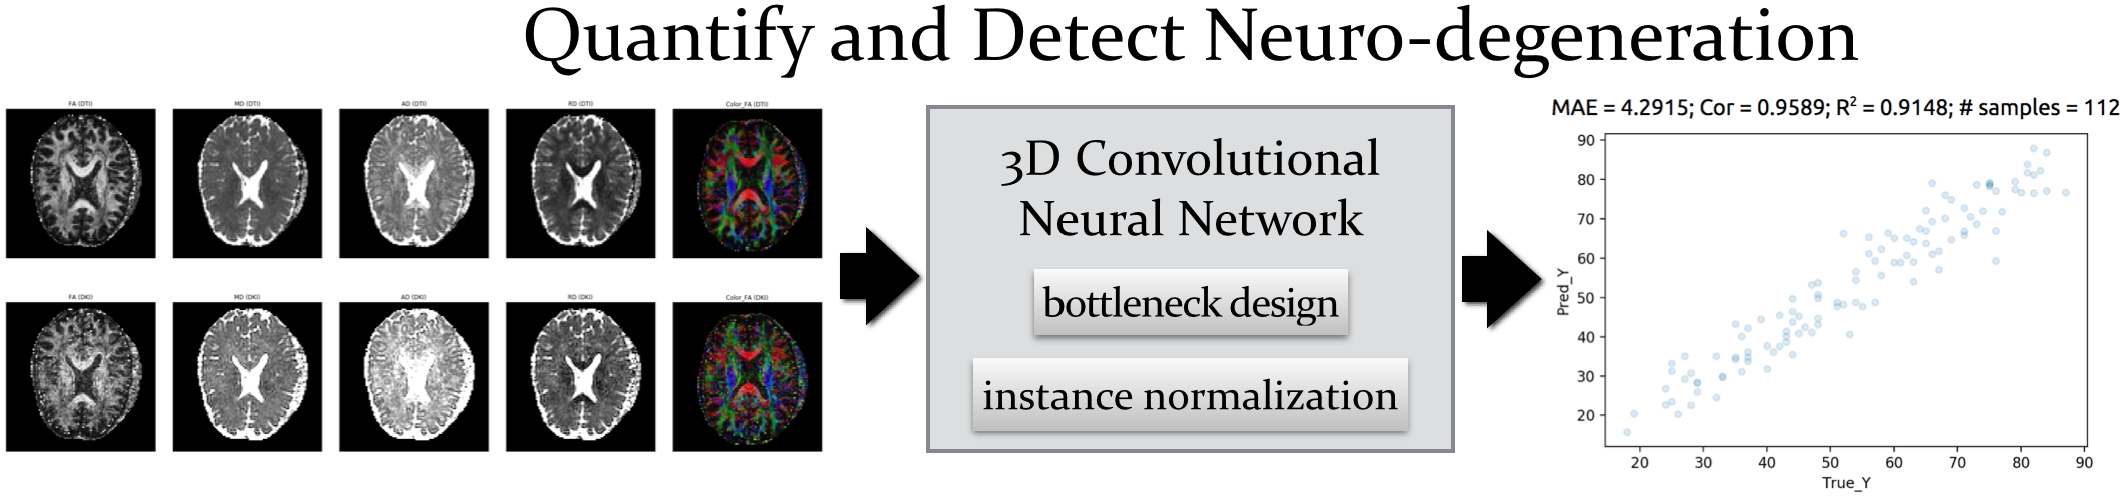 Quantify and Detect Neuro-degeneration
FA (DTI)
MD (DTI)
AD (DTI)
RD (DTI)
Color_FA (DTI)
FA (DKI)
MD (DKI)
AD (DKI)
RD (DKI)
Color_FA (DKI)
3D Convolutional
Neural Network
bottleneck design
instance normalization
MAE = 4.2915; Cor = 0.9589; R² = 0.9148; # samples = 112
Pred_Y
90
80
70
60
50
40
30
20
20 30 40 50 60 70 80 90
True_Y